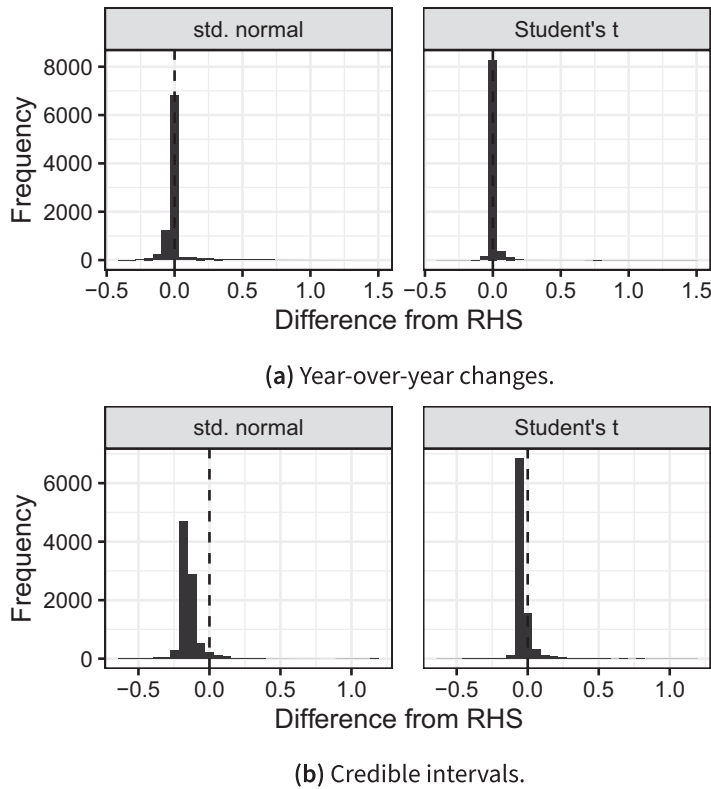 std. normal Student's t
8000
6000
4000
2000
0
Frequency
−0.5 0.0 0.5 1.0 1.5 −0.5 0.0 0.5 1.0 1.5
Difference from RHS
(a) Year-over-year changes.
std. normal Student's t
6000
4000
2000
0
Frequency
−0.5 0.0 0.5 1.0 −0.5 0.0 0.5 1.0
Difference from RHS
(b) Credible intervals.